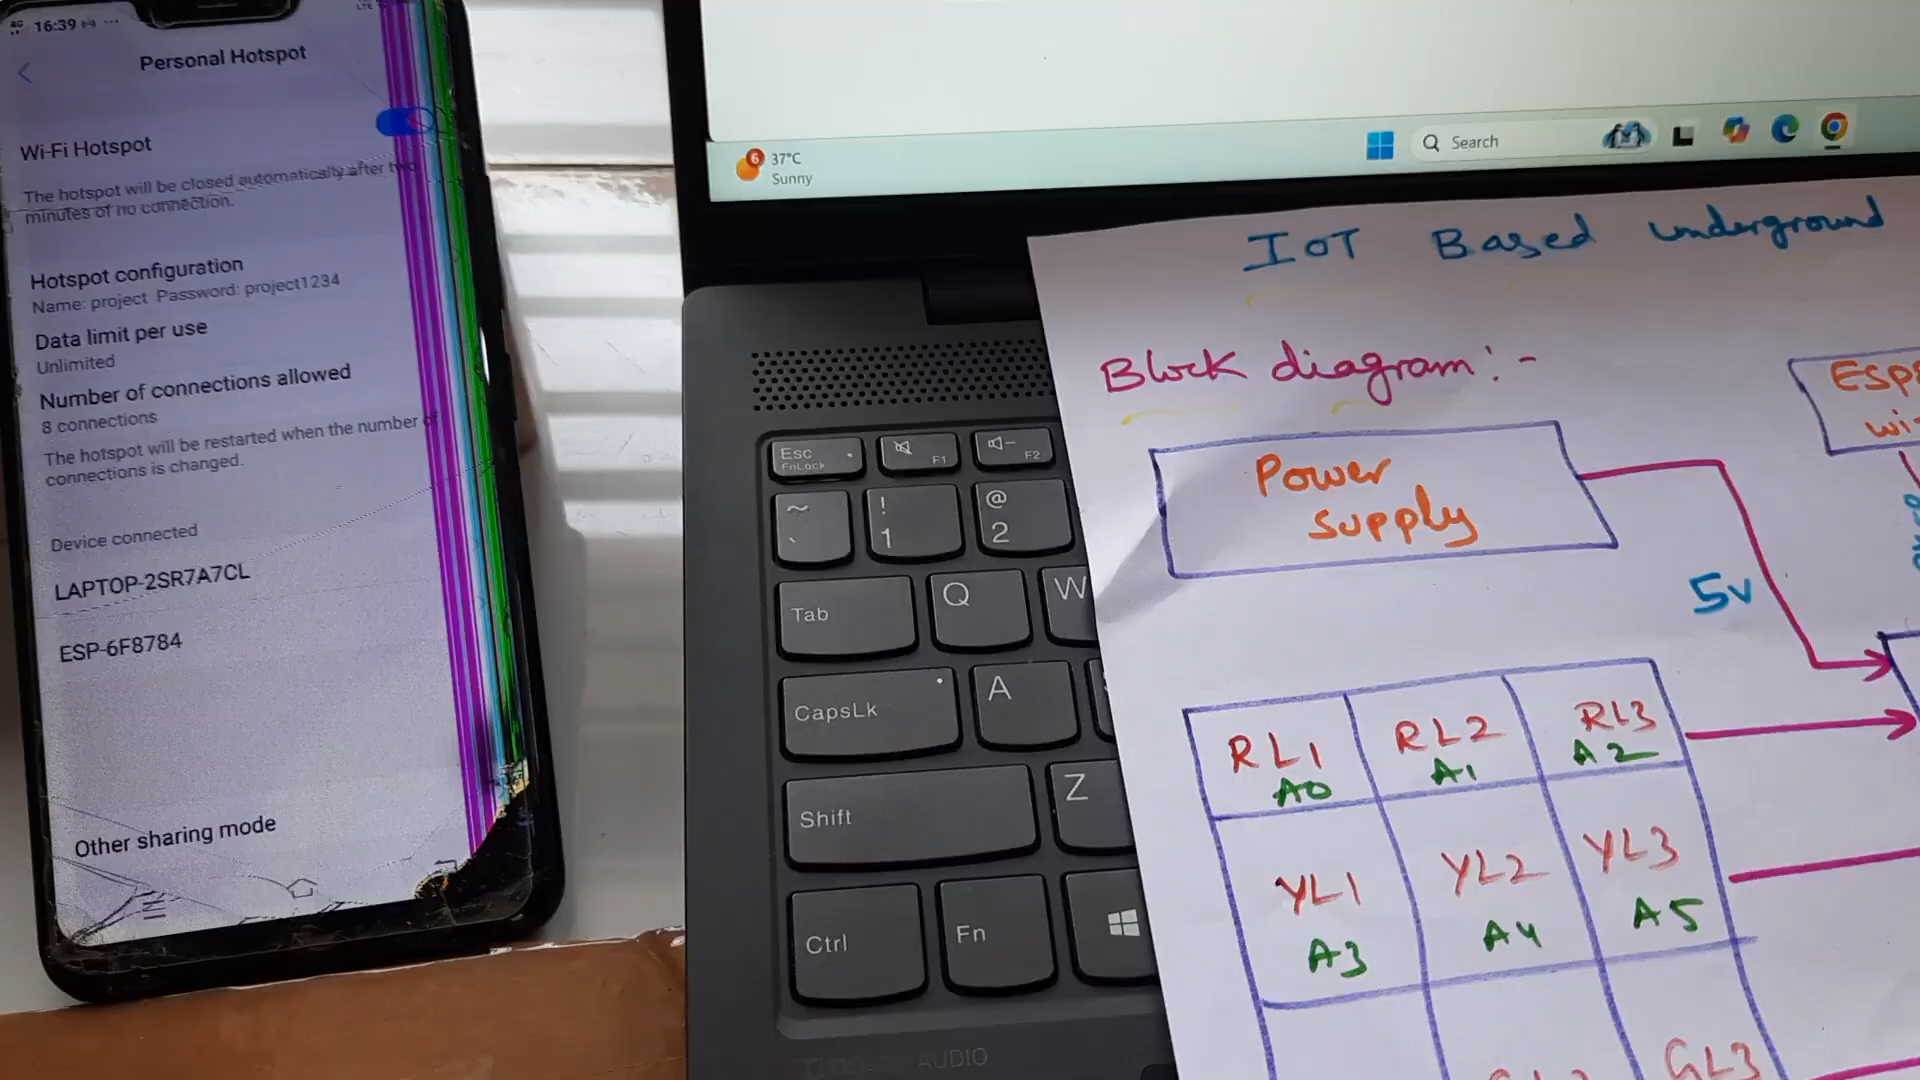 4G 16:39
Personal Hotspot
Wi-Fi Hotspot
The hotspot will be closed automatically after two
minutes of no connection.
Hotspot configuration
Name: project Password: project1234
Data limit per use
Unlimited
Number of connections allowed
8 connections
The hotspot will be restarted when the number of
connections is changed.
Device connected
LAPTOP-2SR7A7CL
ESP-6F8784
Other sharing mode
6
37°C
Sunny
Search
Esc
FnLock
F1
F2
~
`
!
1
@
2
Tab
Q
W
CapsLk
A
Shift
Z
Ctrl
Fn
AUDIO
IOT Based underground
Block diagram:-
Power
supply
5v
RL1
A0
RL2
A1
RL3
A2
YL1
A3
YL2
A4
YL3
A5
GL3